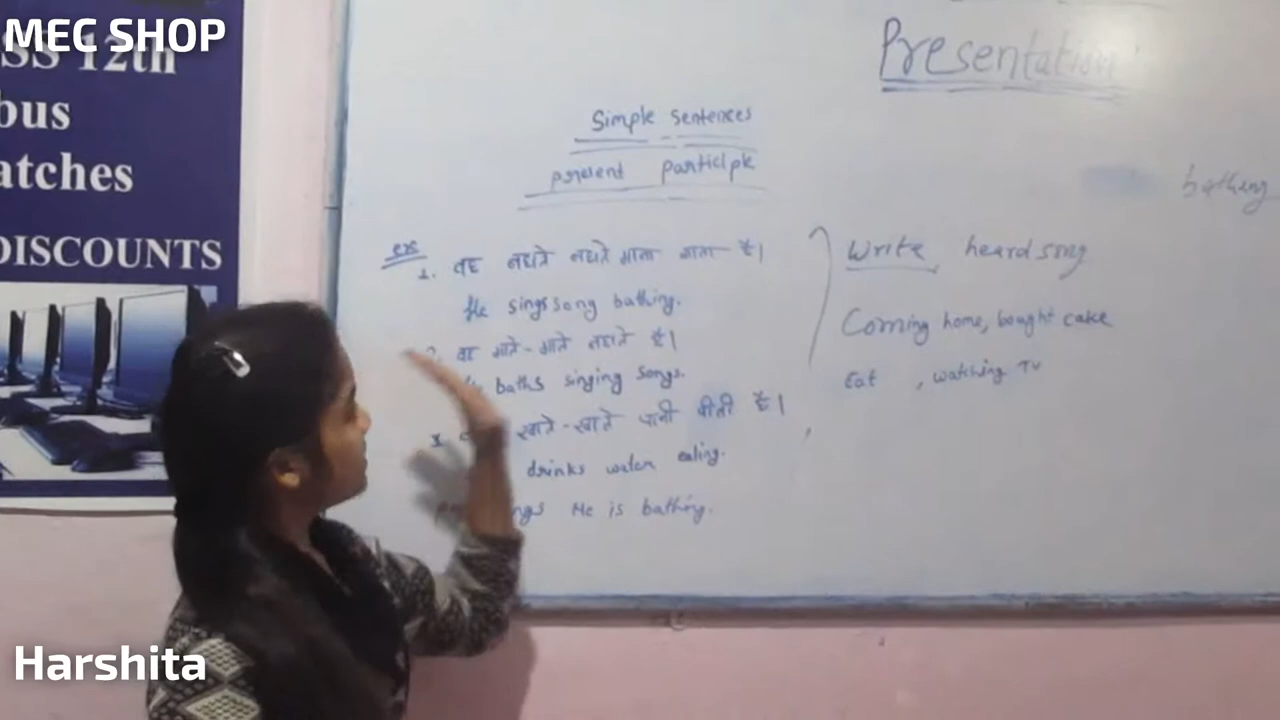 MEC SHOP
SS 12th
bus
atches
DISCOUNTS
Presentation
Simple Sentences
present participle
bathing
exs
1. वह नहाते नहाते गाना गाता है।
He sings song bathing.
वह गाते-गाते नहाते है।
baths singing songs.
खाते-खाते पानी पीती है।
drinks water eating.
ngs He is bathing.
Write heard song
Coming home, bought cake
Eat , watching TV
Harshita